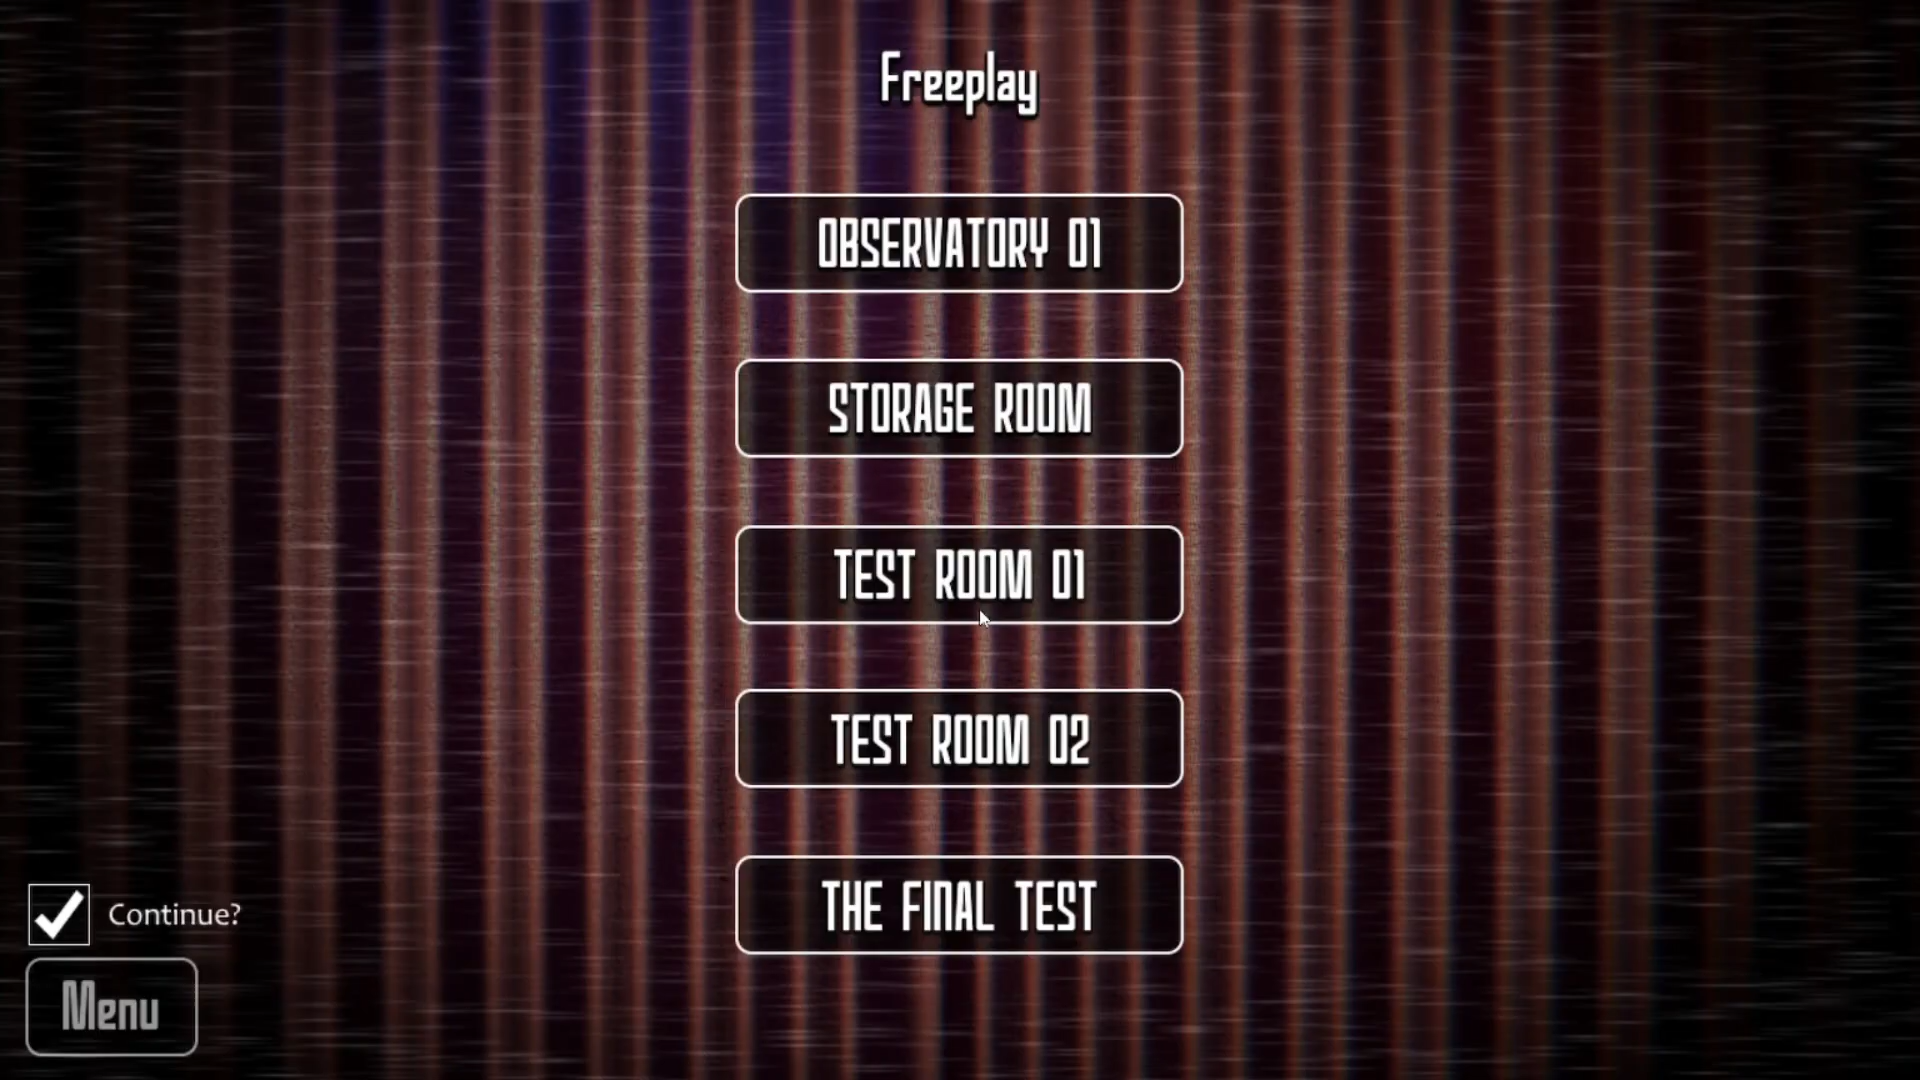 Freeplay
OBSERVATORY 01
STORAGE ROOM
TEST ROOM 01
TEST ROOM 02
THE FINAL TEST
Continue?
Menu